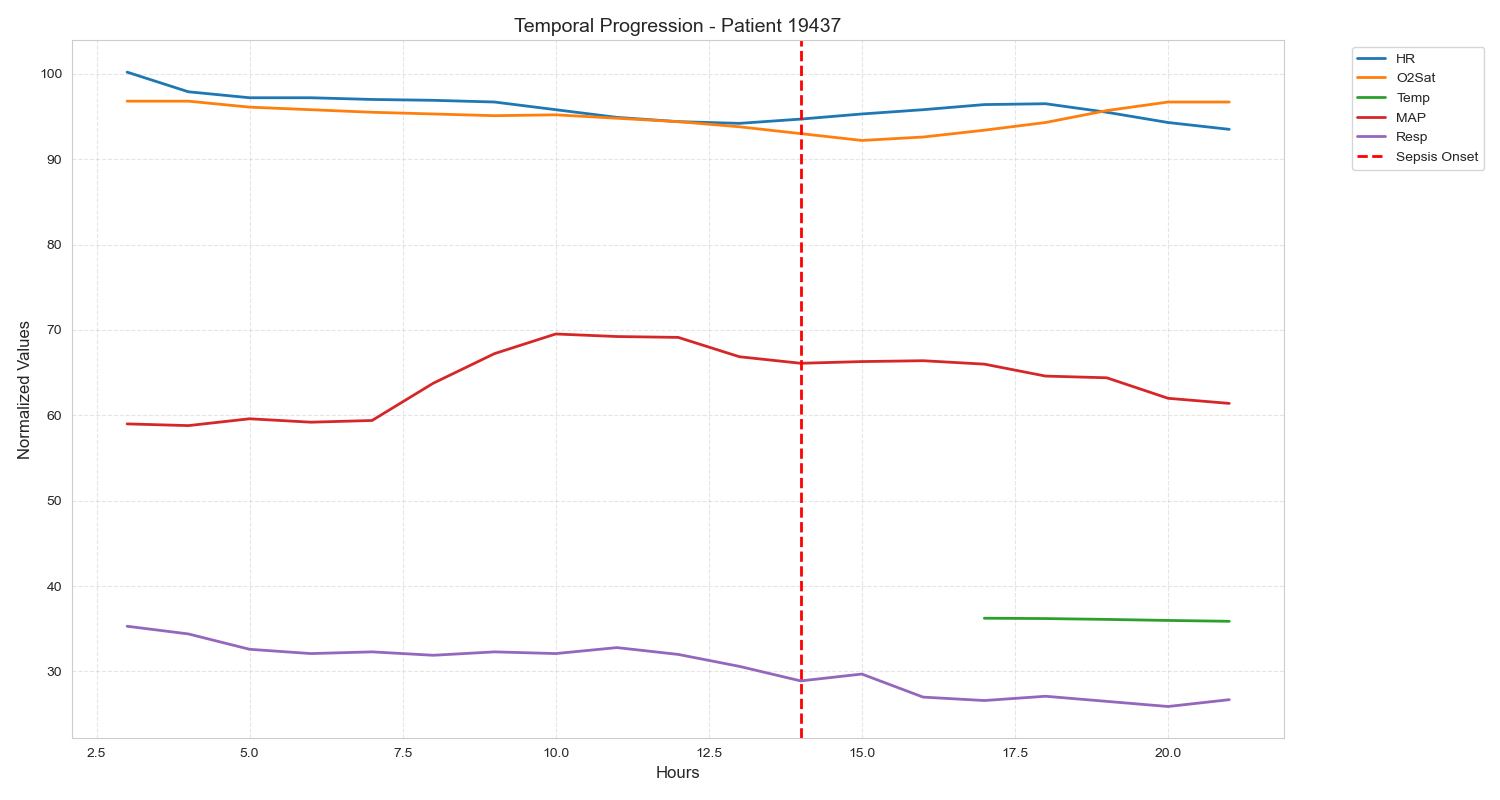 Temporal Progression - Patient 19437
HR
O2Sat
Temp
MAP
Resp
Sepsis Onset
Normalized Values
100
90
80
70
60
50
40
30
2.5 5.0 7.5 10.0 12.5 15.0 17.5 20.0
Hours